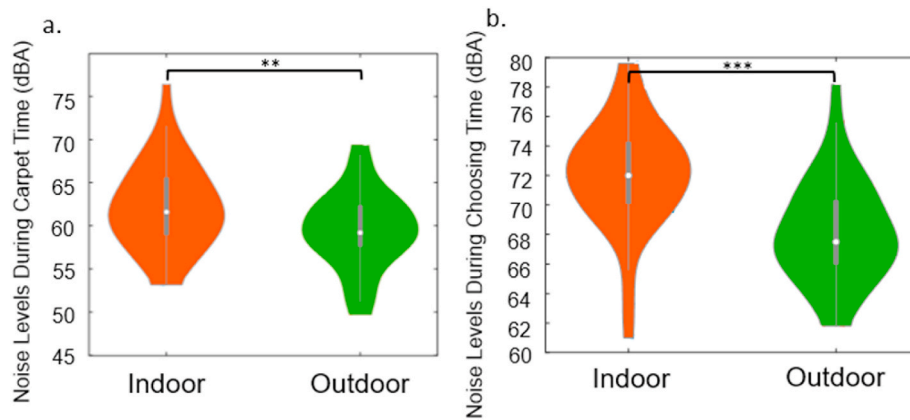 a.
Noise Levels During Carpet Time (dBA)
75
70
65
60
55
50
45
**
Indoor
Outdoor
b.
Noise Levels During Choosing Time (dBA)
80
78
76
74
72
70
68
66
64
62
60
***
Indoor
Outdoor